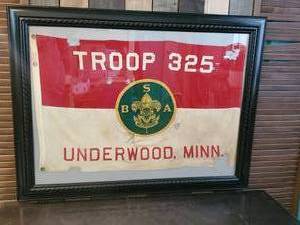 TROOP 325
S
B A
UNDERWOOD, MINN.